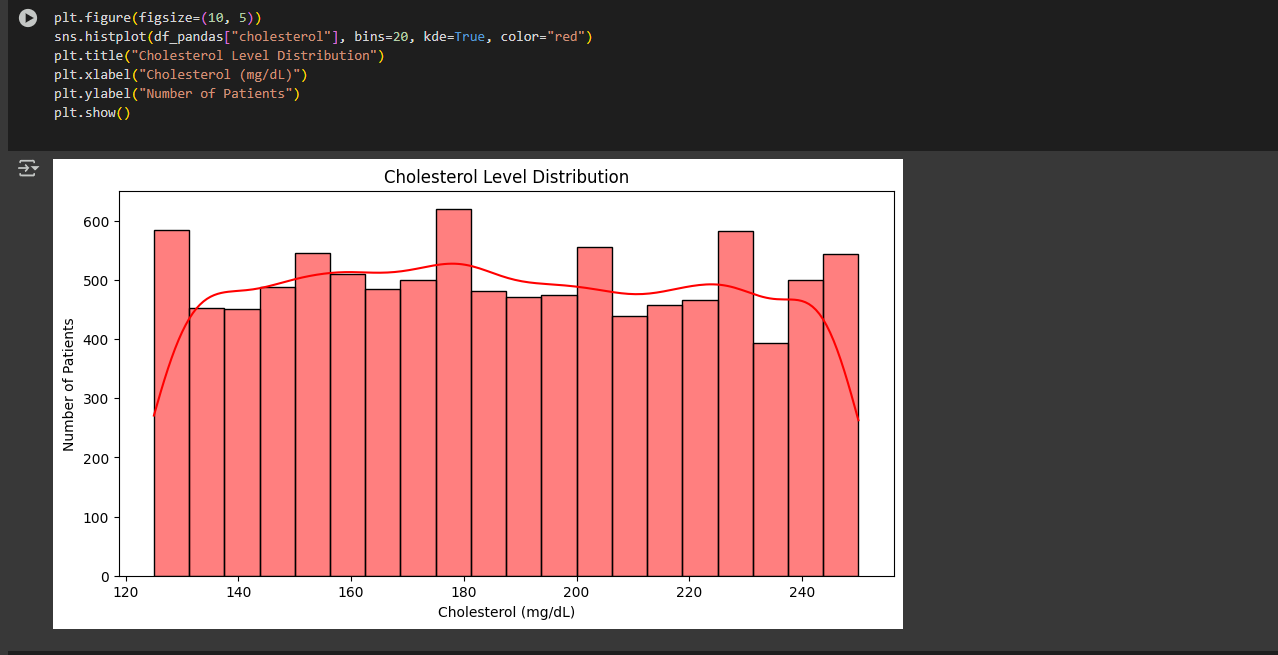 plt.figure(figsize=(10, 5))
sns.histplot(df_pandas["cholesterol"], bins=20, kde=True, color="red")
plt.title("Cholesterol Level Distribution")
plt.xlabel("Cholesterol (mg/dL)")
plt.ylabel("Number of Patients")
plt.show()
Cholesterol Level Distribution
Number of Patients
600
500
400
300
200
100
0
120 140 160 180 200 220 240
Cholesterol (mg/dL)